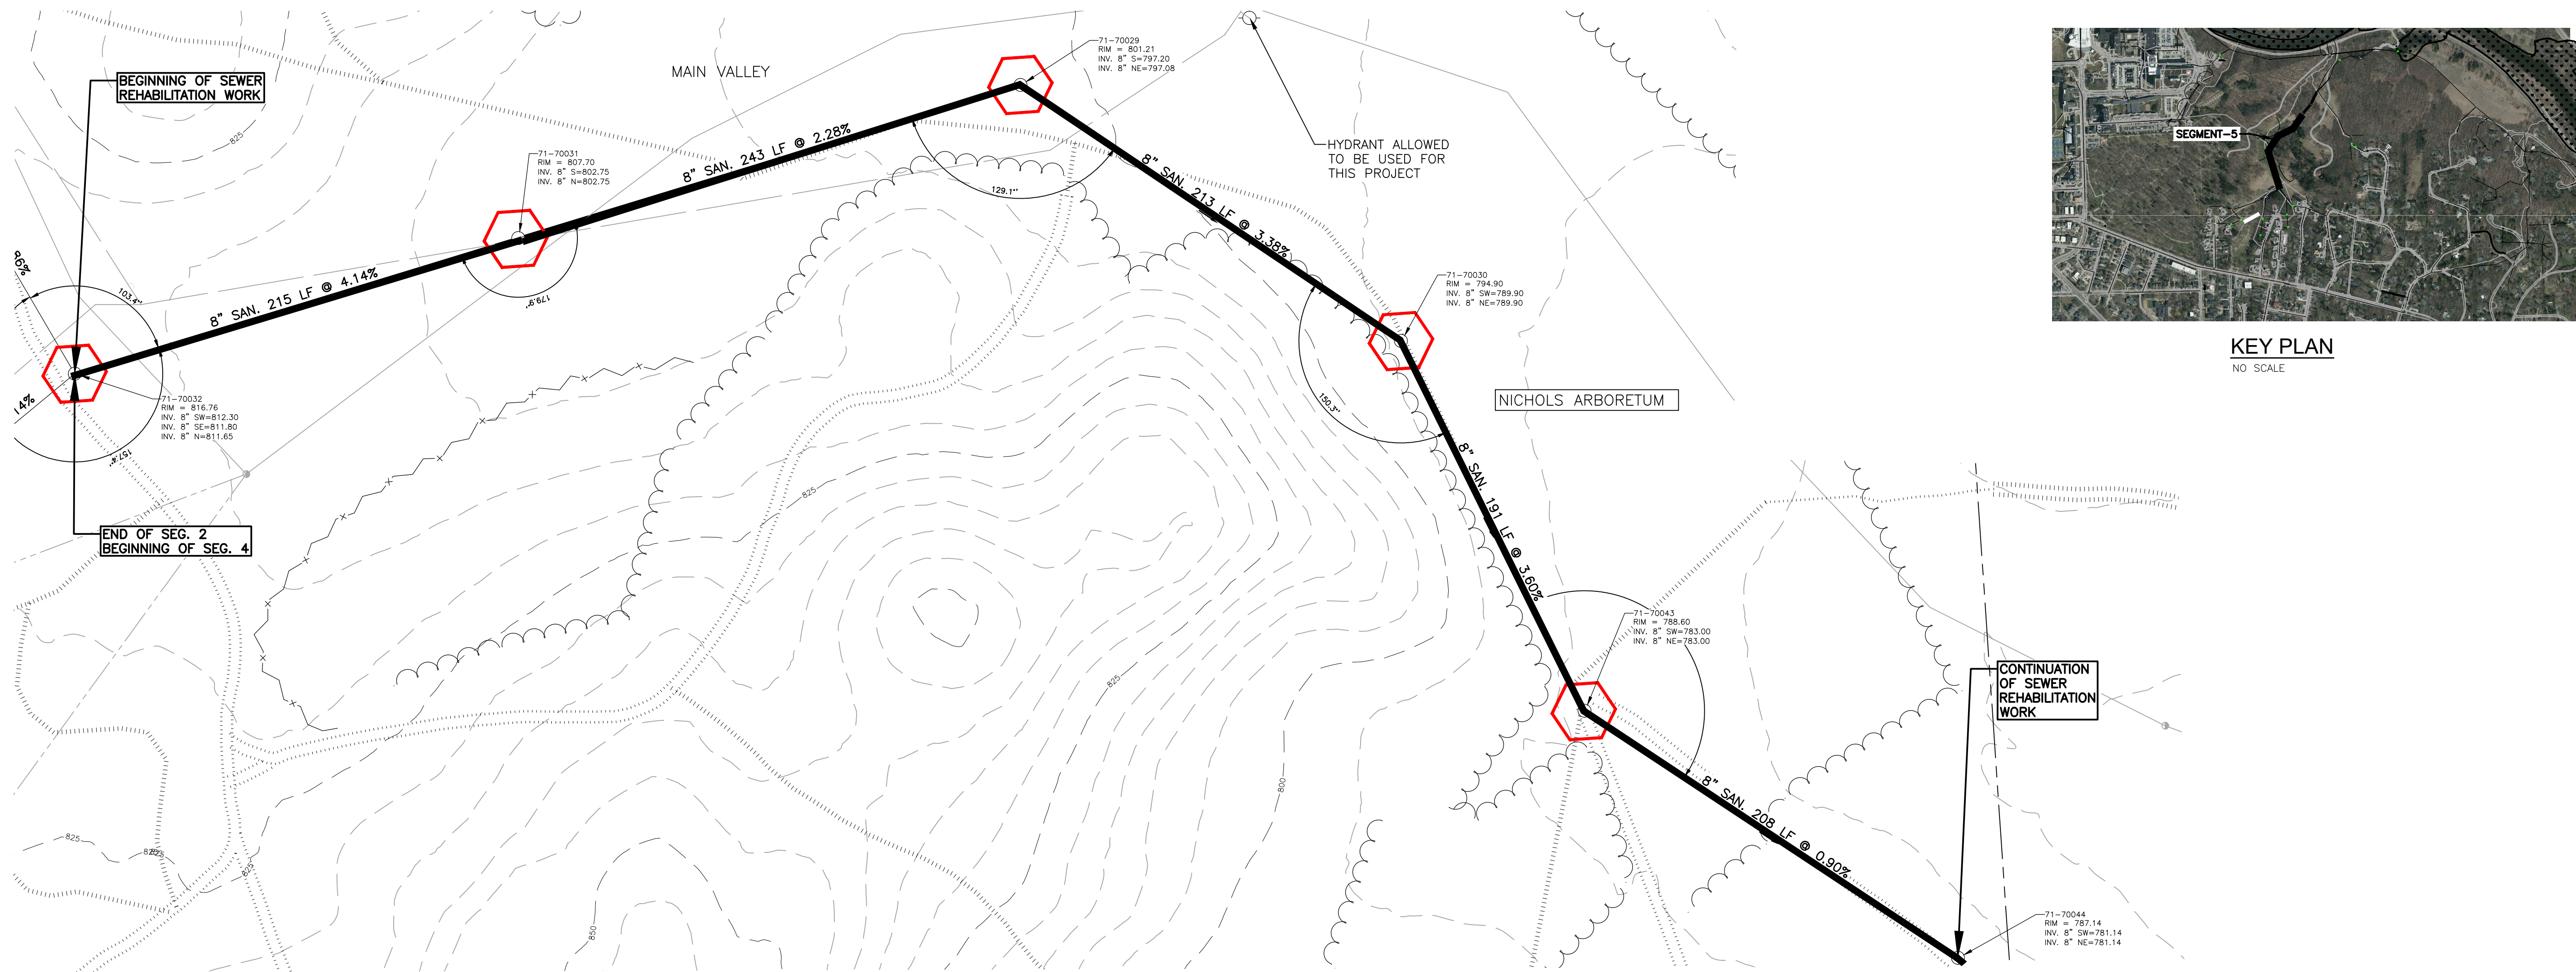 BEGINNING OF SEWER
REHABILITATION WORK
MAIN VALLEY
71-70029
RIM = 801.21
INV. 8" S=797.20
INV. 8" NE=797.08
HYDRANT ALLOWED
TO BE USED FOR
THIS PROJECT
SEGMENT-5
KEY PLAN
NO SCALE
825
71-70031
RIM = 807.70
INV. 8" S=802.75
INV. 8" N=802.75
8" SAN. 243 LF @ 2.28%
129.1°
8" SAN. 213 LF @ 3.38%
8" SAN. 215 LF @ 4.14%
103.4°
179.9°
71-70030
RIM = 794.90
INV. 8" SW=789.90
INV. 8" NE=789.90
71-70032
RIM = 816.76
INV. 8" SW=812.30
INV. 8" SE=811.80
INV. 8" N=811.65
14%
157.4°
150.3°
NICHOLS ARBORETUM
8" SAN. 191 LF @ 3.60%
825
END OF SEG. 2
BEGINNING OF SEG. 4
71-70043
RIM = 788.60
INV. 8" SW=783.00
INV. 8" NE=783.00
825
CONTINUATION
OF SEWER
REHABILITATION
WORK
800
8" SAN. 208 LF @ 0.90%
825
825
850
71-70044
RIM = 787.14
INV. 8" SW=781.14
INV. 8" NE=781.14